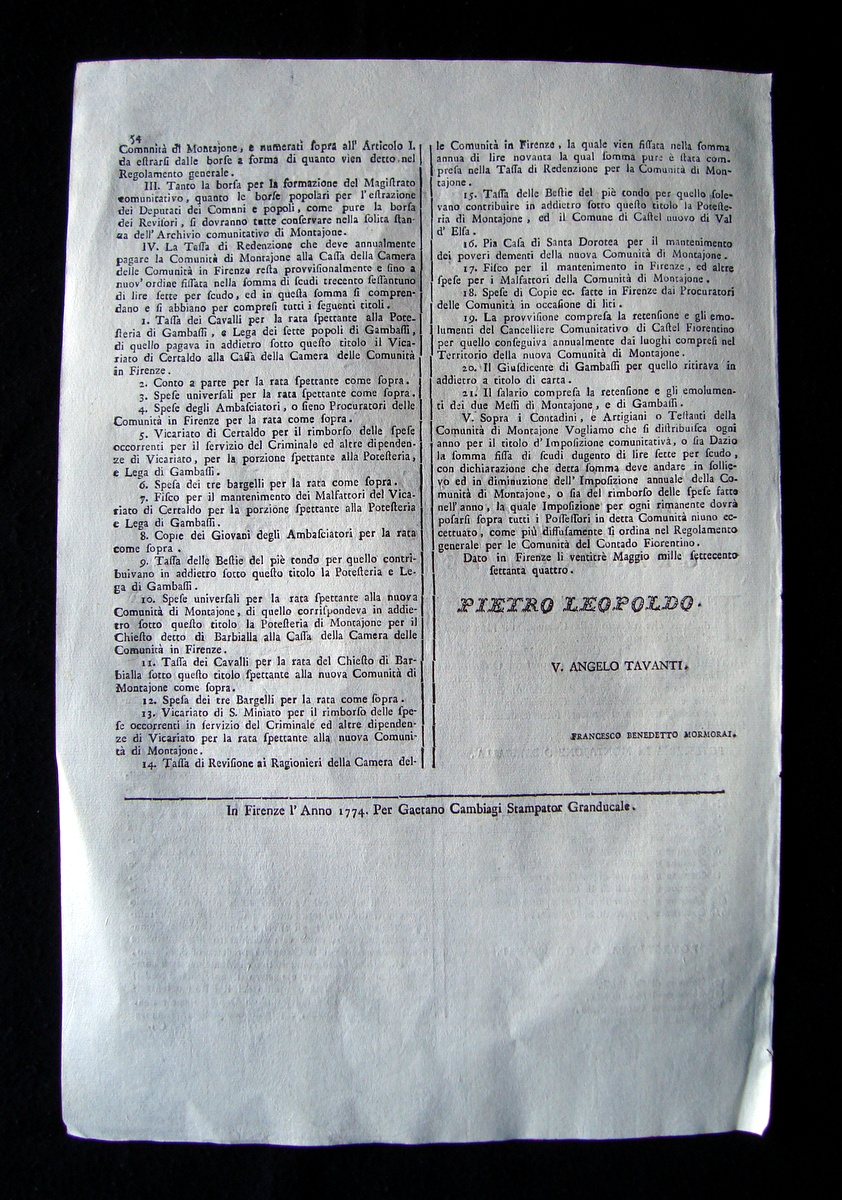 54
Comnnità di Montajone, e numerati ſopra all' Articolo I.
da eſtrarſi dalle borſe a forma di quanto vien detto nel
Regolamento generale.
III. Tanto la borſa per la formazione del Magiſtrato
comunitativo, quanto le borſe popolari per l'eſtrazione
dei Deputati dei Comuni e popoli, come pure la borſa
dei Reviſori, ſi dovranno tutte conſervare nella ſolita ſtan-
za dell' Archivio comunitativo di Montajone.
IV. La Taſſa di Redenzione che deve annualmente
pagare la Comunità di Montajone alla Caſſa della Camera
delle Comunità in Firenze reſta provviſionalmente e ſino a
nuov' ordine fiſſata nella ſomma di ſcudi trecento ſeſſantuno
di lire ſette per ſcudo, ed in queſta ſomma ſi compren-
dano e ſi abbiano per compreſi tutti i ſeguenti titoli.
1. Taſſa dei Cavalli per la rata ſpettante alla Pote-
ſteria di Gambaſſi, e Lega dei ſette popoli di Gambaſſi,
di quello pagava in addietro ſotto queſto titolo il Vica-
riato di Certaldo alla Caſſa della Camera delle Comunità
in Firenze.
2. Conto a parte per la rata ſpettante come ſopra.
3. Speſe univerſali per la rata ſpettante come ſopra.
4. Speſe degli Ambaſciatori, o ſieno Procuratori delle
Comunità in Firenze per la rata come ſopra.
5. Vicariato di Certaldo per il rimborſo delle ſpeſe
occorrenti per il ſervizio del Criminale ed altre dipenden-
ze di Vicariato, per la porzione ſpettante alla Poteſteria,
e Lega di Gambaſſi.
6. Speſa dei tre bargelli per la rata come ſopra.
7. Fiſco per il mantenimento dei Malfattori del Vica-
riato di Certaldo per la porzione ſpettante alla Poteſteria
e Lega di Gambaſſi.
8. Copie dei Giovani degli Ambaſciatori per la rata
come ſopra.
9. Taſſa delle Beſtie del piè tondo per quello contri-
buivano in addietro ſotto queſto titolo la Poteſteria e Le-
ga di Gambaſſi.
10. Speſe univerſali per la rata ſpettante alla nuova
Comunità di Montajone, di quello corriſpondeva in addie-
tro ſotto queſto titolo la Poteſteria di Montajone per il
Chieſto detto di Barbialla alla Caſſa della Camera delle
Comunità in Firenze.
11. Taſſa dei Cavalli per la rata del Chieſto di Bar-
bialla ſotto queſto titolo ſpettante alla nuova Comunità di
Montajone come ſopra.
12. Speſa dei tre Bargelli per la rata come ſopra.
13. Vicariato di S. Miniato per il rimborſo delle ſpe-
ſe occorrenti in ſervizio del Criminale ed altre dipenden-
ze di Vicariato per la rata ſpettante alla nuova Comuni-
tà di Montajone.
14. Taſſa di Reviſione ai Ragionieri della Camera del-
le Comunità in Firenze, la quale vien fiſſata nella ſomma
annua di lire novanta la qual ſomma pure è ſtata com-
preſa nella Taſſa di Redenzione per la Comunità di Mon-
tajone.
15. Taſſa delle Beſtie del piè tondo per quello ſole-
vano contribuire in addietro ſotto queſto titolo la Poteſte-
ria di Montajone, ed il Comune di Caſtel nuovo di Val
d' Elſa.
16. Pia Caſa di Santa Dorotea per il mantenimento
dei poveri dementi della nuova Comunità di Montajone.
17. Fiſco per il mantenimento in Firenze, ed altre
ſpeſe per i Malfattori della Comunità di Montajone.
18. Speſe di Copie ec. fatte in Firenze dai Procuratori
delle Comunità in occaſione di liti.
19. La provviſione compreſa la retenſione e gli emo-
lumenti del Cancelliere Comunitativo di Caſtel Fiorentino
per quello conſeguiva annualmente dai luoghi compreſi nel
Territorio della nuova Comunità di Montajone.
20. Il Giuſdicente di Gambaſſi per quello ritirava in
addietro a titolo di carta.
21. Il ſalario compreſa la retenſione e gli emolumen-
ti dei due Meſſi di Montajone, e di Gambaſſi.
V. Sopra i Contadini, e Artigiani o Teſtanti della
Comunità di Montajone Vogliamo che ſi diſtribuiſca ogni
anno per il titolo d' Impoſizione comunitativa, o ſia Dazio
la ſomma fiſſa di ſcudi dugento di lire ſette per ſcudo,
con dichiarazione che detta ſomma deve andare in ſollie-
vo ed in diminuzione dell' Impoſizione annuale della Co-
munità di Montajone, o ſia del rimborſo delle ſpeſe fatte
nell'anno, la quale Impoſizione per ogni rimanente dovrà
poſarſi ſopra tutti i Poſſeſſori in detta Comunità niuno ec-
cettuato, come più diffuſamente ſi ordina nel Regolamento
generale per le Comunità del Contado Fiorentino.
Dato in Firenze li ventitrè Maggio mille ſettecento
ſettanta quattro.
PIETRO LEOPOLDO.
V. ANGELO TAVANTI.
FRANCESCO BENEDETTO MORMORAI.
In Firenze l'Anno 1774. Per Gaetano Cambiagi Stampator Granducale.